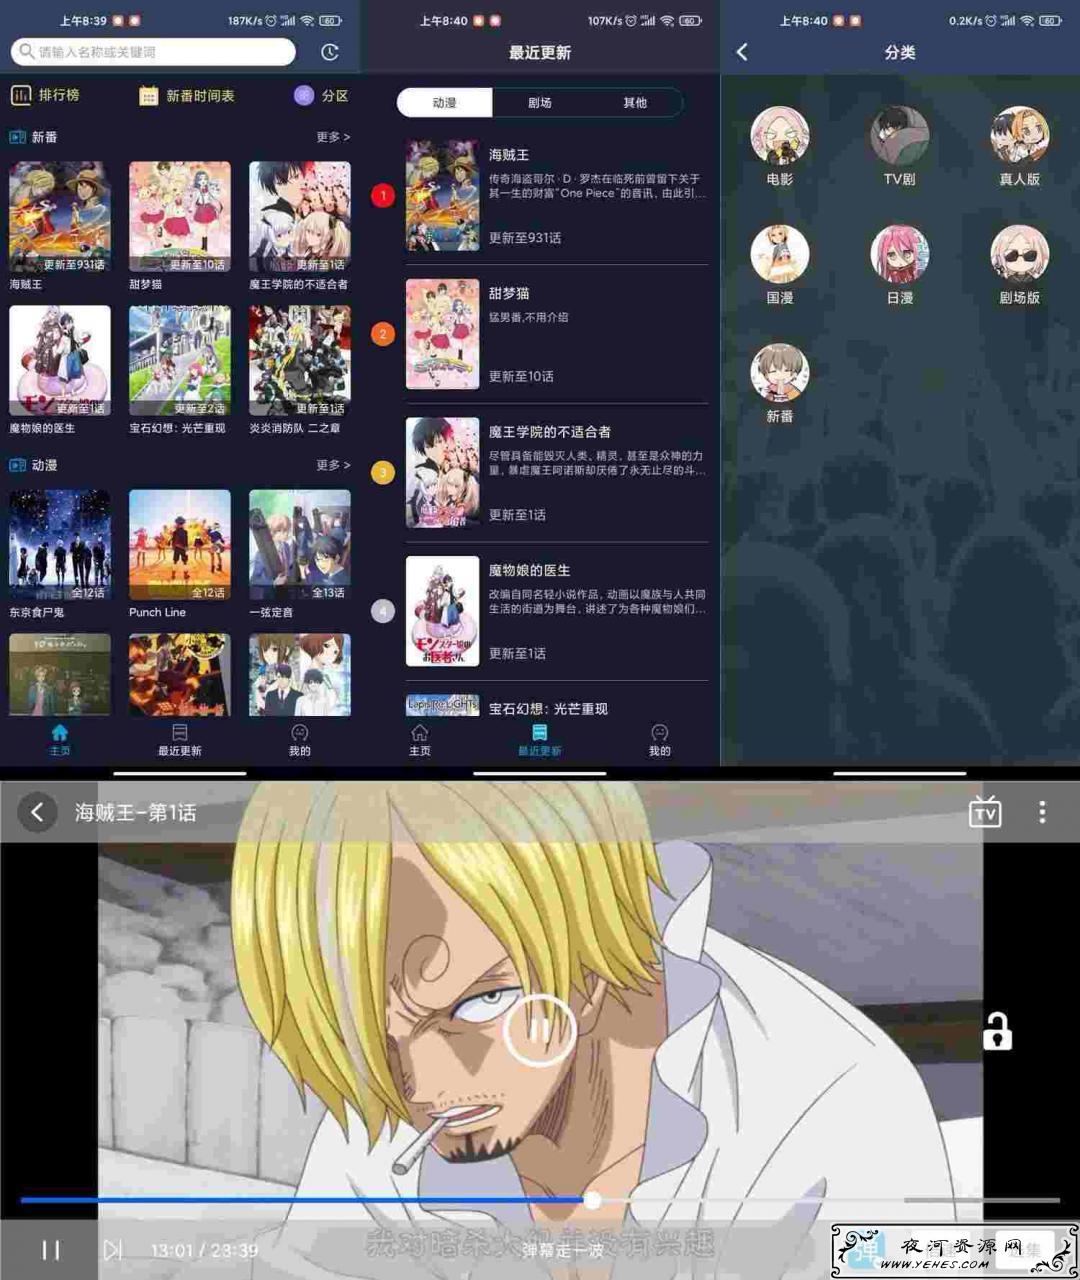 上午8:39
187K/s
60
请输入名称或关键词
排行榜
新番时间表
分区
新番
更多 >
更新至931话
更新至10话
更新至1话
海贼王
甜梦猫
魔王学院的不适合者
更新至1话
更新至2话
更新至1话
魔物娘的医生
宝石幻想：光芒重现
炎炎消防队 二之章
动漫
更多 >
全12话
全12话
全13话
东京食尸鬼
Punch Line
一弦定音
主页
最近更新
我的
上午8:40
107K/s
60
最近更新
动漫
剧场
其他
1
海贼王
传奇海盗哥尔·D·罗杰在临死前曾留下关于
其一生的财富"One Piece"的音讯，由此引...
更新至931话
2
甜梦猫
猛男番,不用介绍
更新至10话
3
魔王学院的不适合者
尽管具备能毁灭人类，精灵，甚至是众神的力
量，暴虐魔王阿诺斯却厌倦了永无止尽的斗...
更新至1话
4
魔物娘的医生
改编自同名轻小说作品，动画以魔族与人共同
生活的街道为舞台，讲述了为各种魔物娘们...
更新至1话
Lapis Re:LiGHTs
宝石幻想：光芒重现
主页
最近更新
我的
上午8:40
0.2K/s
60
分类
电影
TV剧
真人版
国漫
日漫
剧场版
新番
海贼王-第1话
TV
13:01 / 23:39
弹幕走一波
弹
选集
夜河资源网
WWW.YEHES.COM